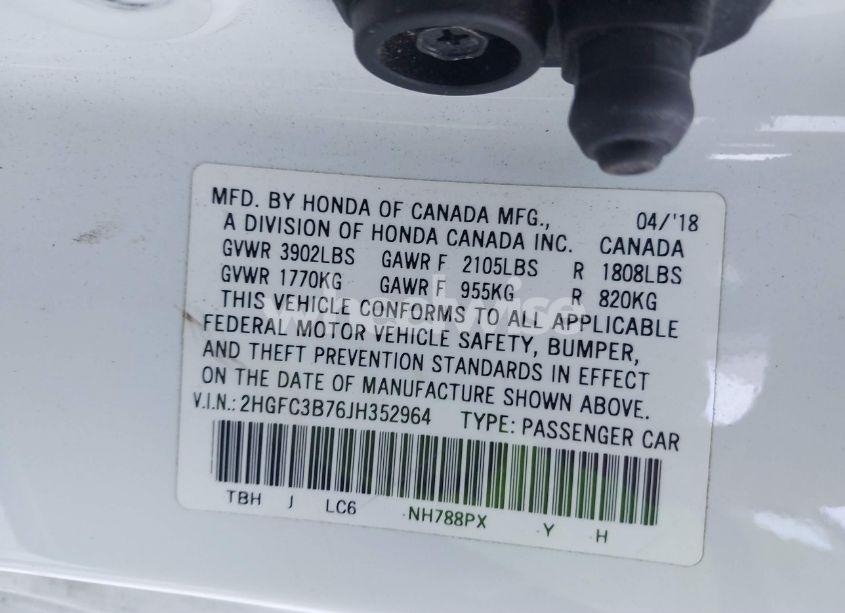 MFD. BY HONDA OF CANADA MFG., 04/'18
A DIVISION OF HONDA CANADA INC. CANADA
GVWR 3902LBS GAWR F 2105LBS R 1808LBS
GVWR 1770KG GAWR F 955KG R 820KG
THIS VEHICLE CONFORMS TO ALL APPLICABLE
FEDERAL MOTOR VEHICLE SAFETY, BUMPER,
AND THEFT PREVENTION STANDARDS IN EFFECT
ON THE DATE OF MANUFACTURE SHOWN ABOVE.
V.I.N.: 2HGFC3B76JH352964 TYPE: PASSENGER CAR
TBH J LC6 NH788PX Y H